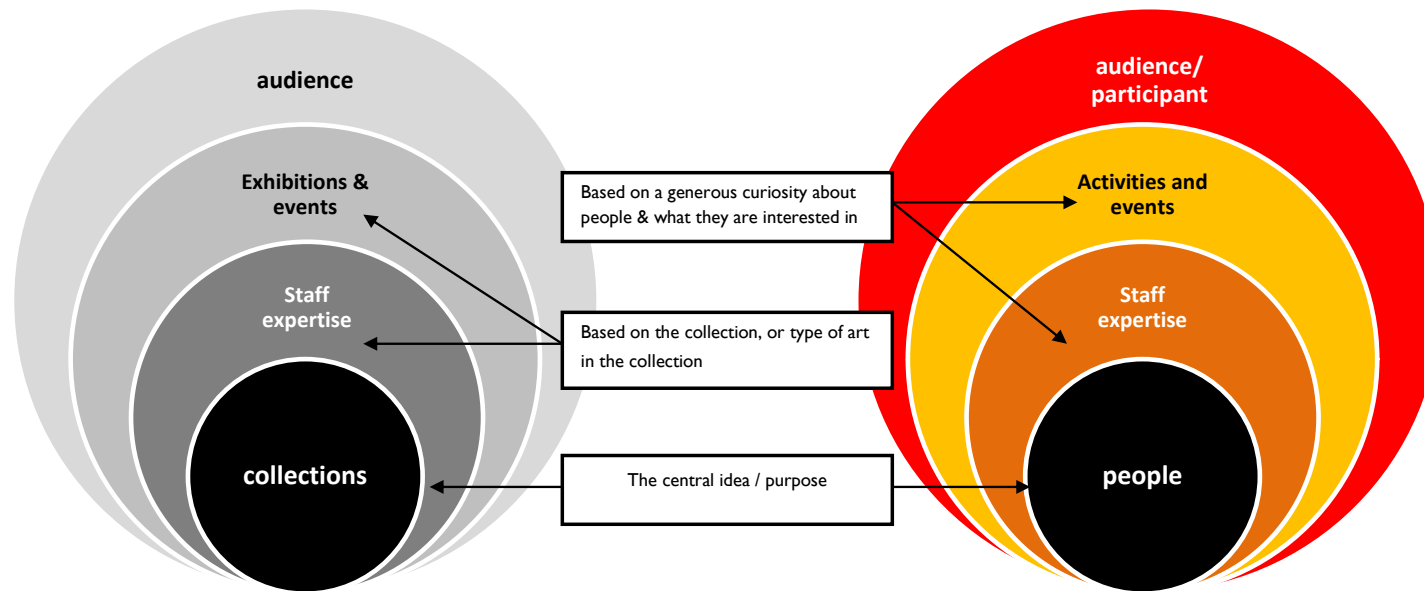 audience
Exhibitions &
events
Staff
expertise
collections
Based on a generous curiosity about
people & what they are interested in
Based on the collection, or type of art
in the collection
The central idea / purpose
audience/
participant
Activities and
events
Staff
expertise
people